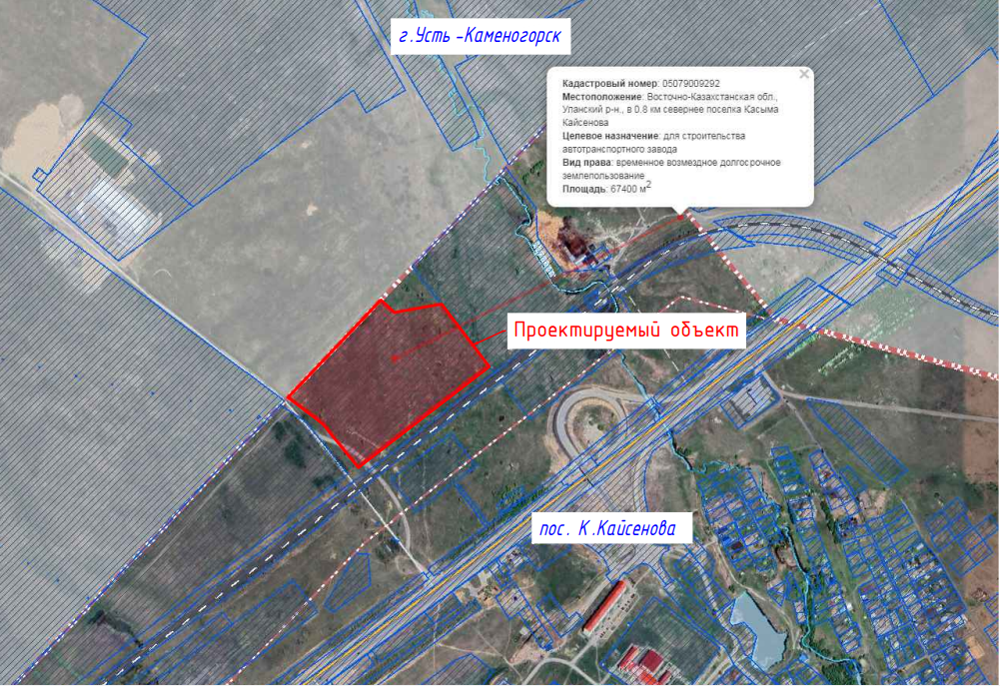 г.Усть -Каменогорск
Кадастровый номер: 05079009292
Местоположение: Восточно-Казахстанская обл.,
Уланский р-н., в 0.8 км севернее поселка Касыма
Кайсенова
Целевое назначение: для строительства
автотранспортного завода
Вид права: временное возмездное долгосрочное
землепользование
Площадь: 67400 м²
Проектируемый объект
пос. К.Кайсенова